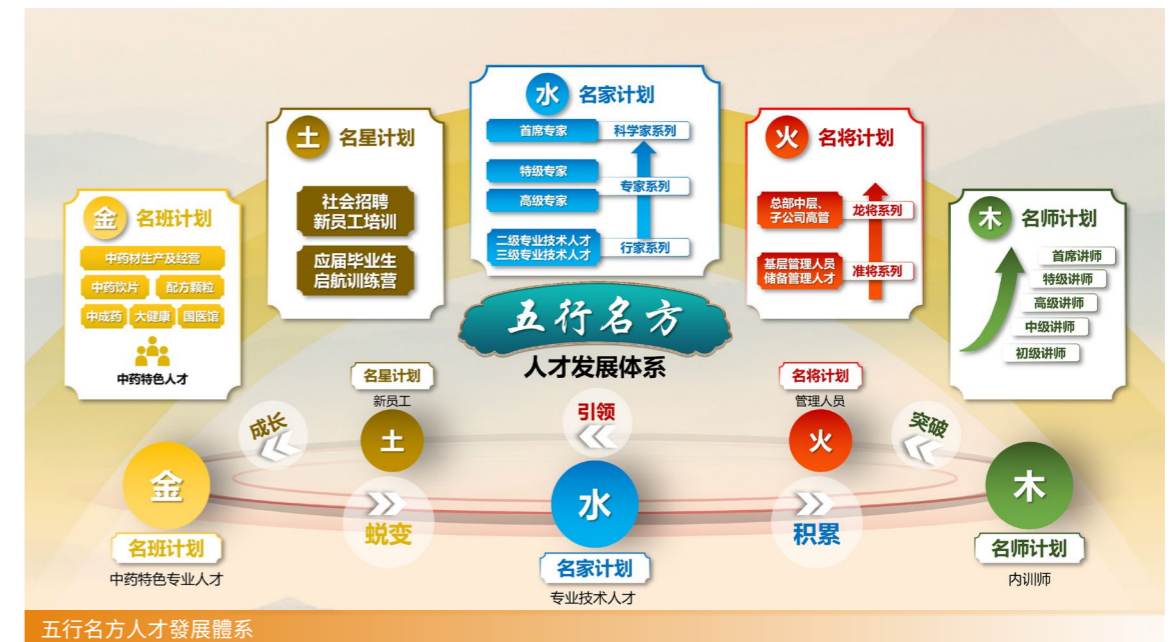 金 名班计划
中药材生产及经营
中药饮片 配方颗粒
中成药 大健康 国医馆
中药特色人才
土 名星计划
社会招聘
新员工培训
应届毕业生
启航训练营
水 名家计划
首席专家 科学家系列
特级专家
专家系列
高级专家
二级专业技术人才
三级专业技术人才
行家系列
火 名将计划
总部中层、
子公司高管
龙将系列
基层管理人员
储备管理人才
准将系列
木 名师计划
首席讲师
特级讲师
高级讲师
中级讲师
初级讲师
五行名方
人才发展体系
名星计划
新员工
土
成长
引领
名将计划
管理人员
火
突破
金
名班计划
中药特色专业人才
蜕变
水
名家计划
专业技术人才
积累
木
名师计划
内训师
五行名方人才發展體系